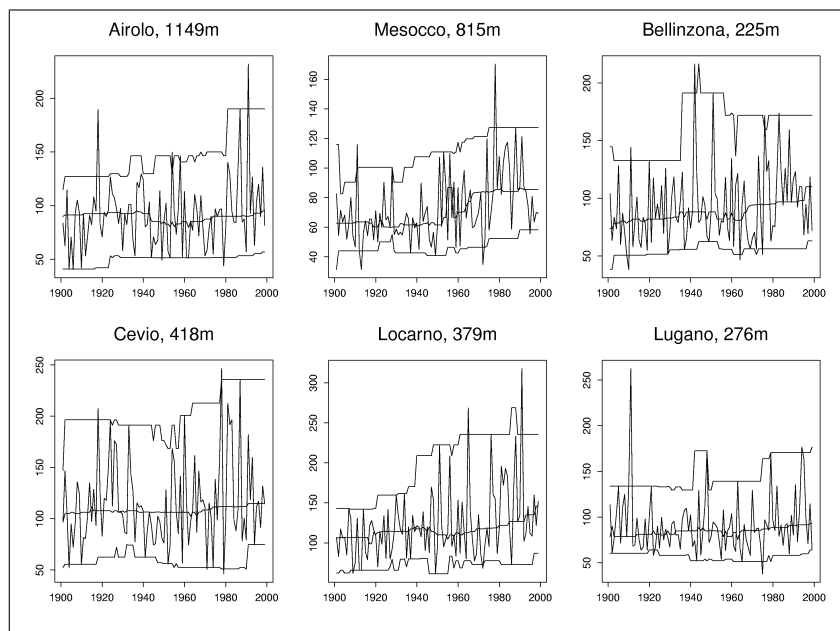 Airolo, 1149m
Mesocco, 815m
Bellinzona, 225m
50 100 150 200
1900 1920 1940 1960 1980 2000
40 60 80 100 120 140 160
1900 1920 1940 1960 1980 2000
50 100 150 200
1900 1920 1940 1960 1980 2000
Cevio, 418m
Locarno, 379m
Lugano, 276m
50 100 150 200 250
1900 1920 1940 1960 1980 2000
100 150 200 250 300
1900 1920 1940 1960 1980 2000
50 100 150 200 250
1900 1920 1940 1960 1980 2000